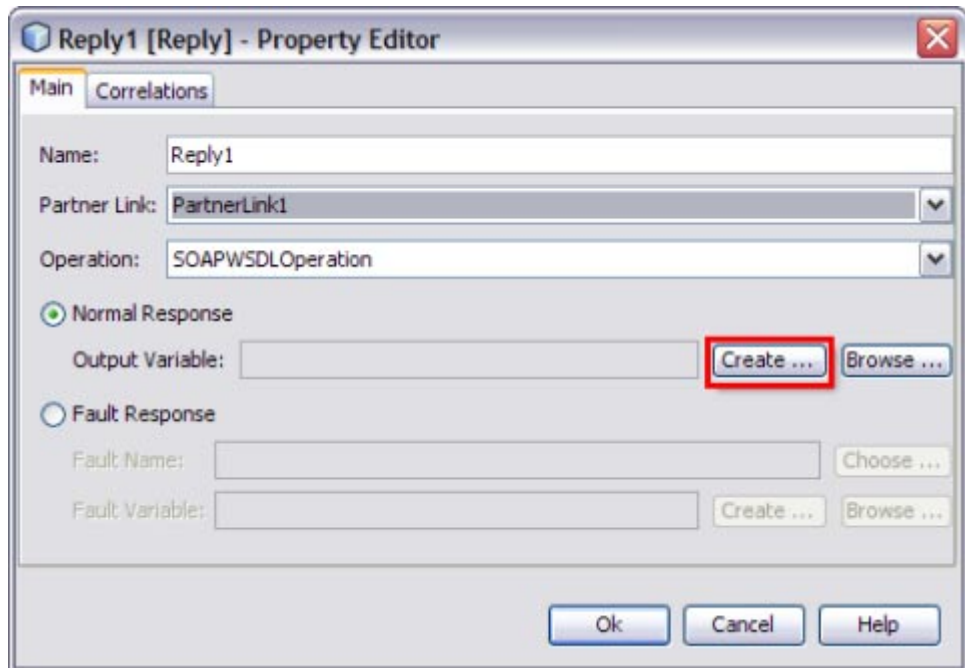 Reply1 [Reply] - Property Editor
Main Correlations
Name: Reply1
Partner Link: PartnerLink1
Operation: SOAPWSDLOperation
Normal Response
Output Variable: Create ... Browse ...
Fault Response
Fault Name: Choose ...
Fault Variable: Create ... Browse ...
Ok Cancel Help